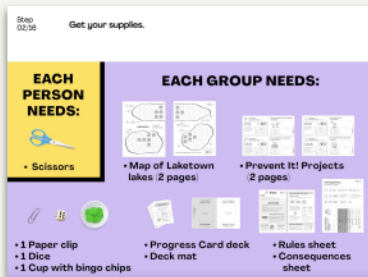 Step
02/18
Get your supplies.
EACH
PERSON
NEEDS:
• Scissors
EACH GROUP NEEDS:
• Map of Laketown
lakes (2 pages)
• Prevent It! Projects
(2 pages)
• 1 Paper clip
• 1 Dice
• 1 Cup with bingo chips
• Progress Card deck
• Deck mat
• Rules sheet
• Consequences
sheet